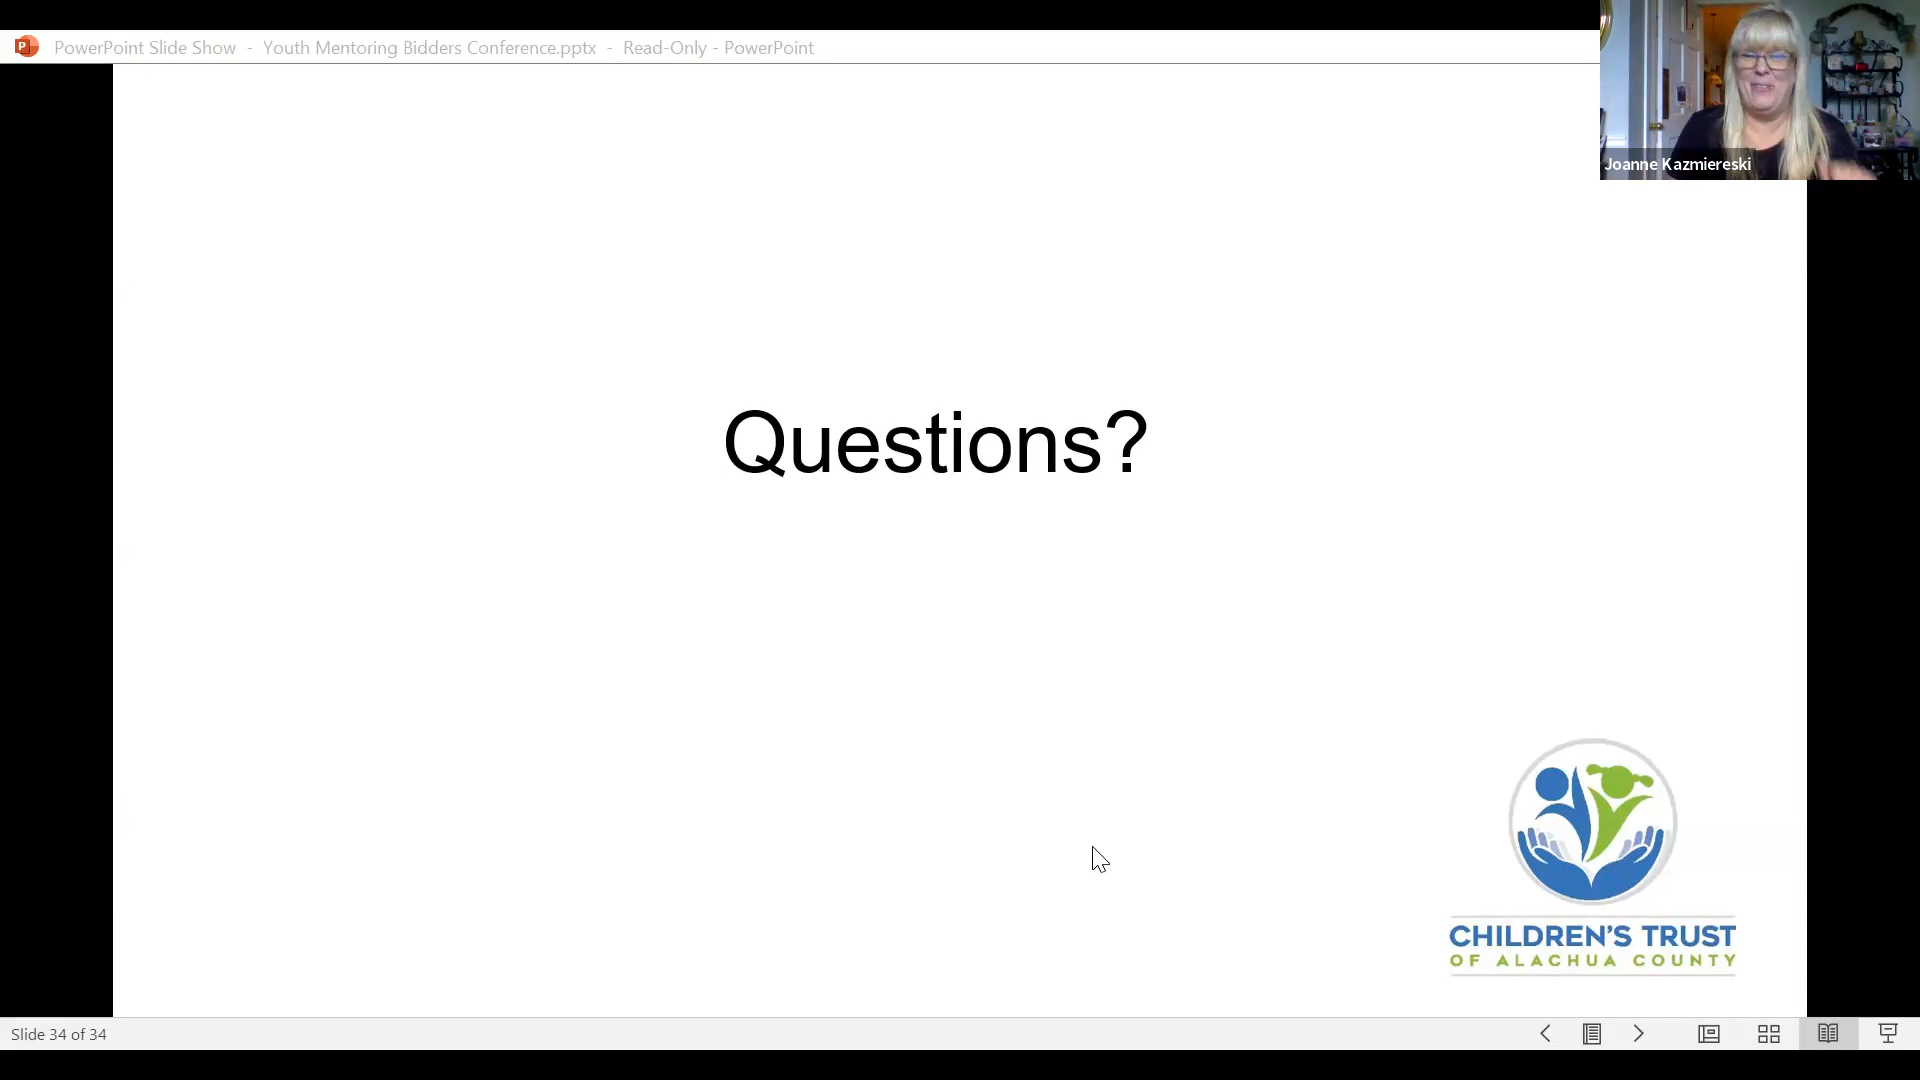 PowerPoint Slide Show - Youth Mentoring Bidders Conference.pptx - Read-Only - PowerPoint
Joanne Kazmiereski
Questions?
CHILDREN'S TRUST
OF ALACHUA COUNTY
Slide 34 of 34